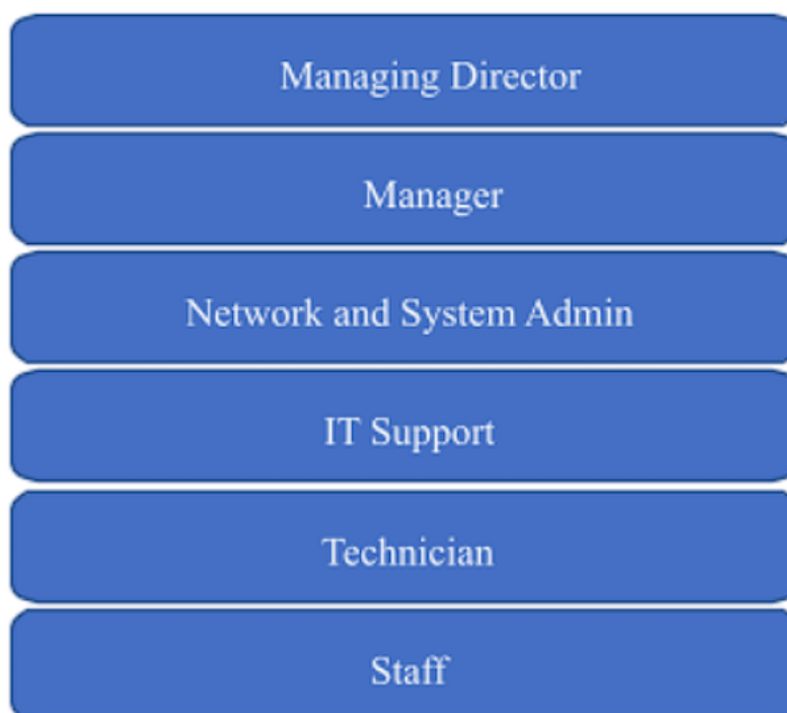 Managing Director
Manager
Network and System Admin
IT Support
Technician
Staff